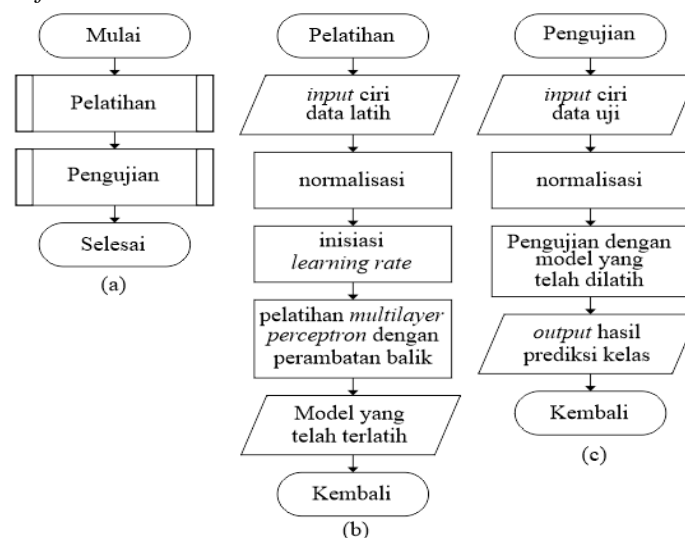 Mulai
Pelatihan
Pengujian
Selesai
(a)
Pelatihan
input ciri
data latih
normalisasi
inisiasi
learning rate
pelatihan multilayer
perceptron dengan
perambatan balik
Model yang
telah terlatih
Kembali
(b)
Pengujian
input ciri
data uji
normalisasi
Pengujian dengan
model yang
telah dilatih
output hasil
prediksi kelas
Kembali
(c)